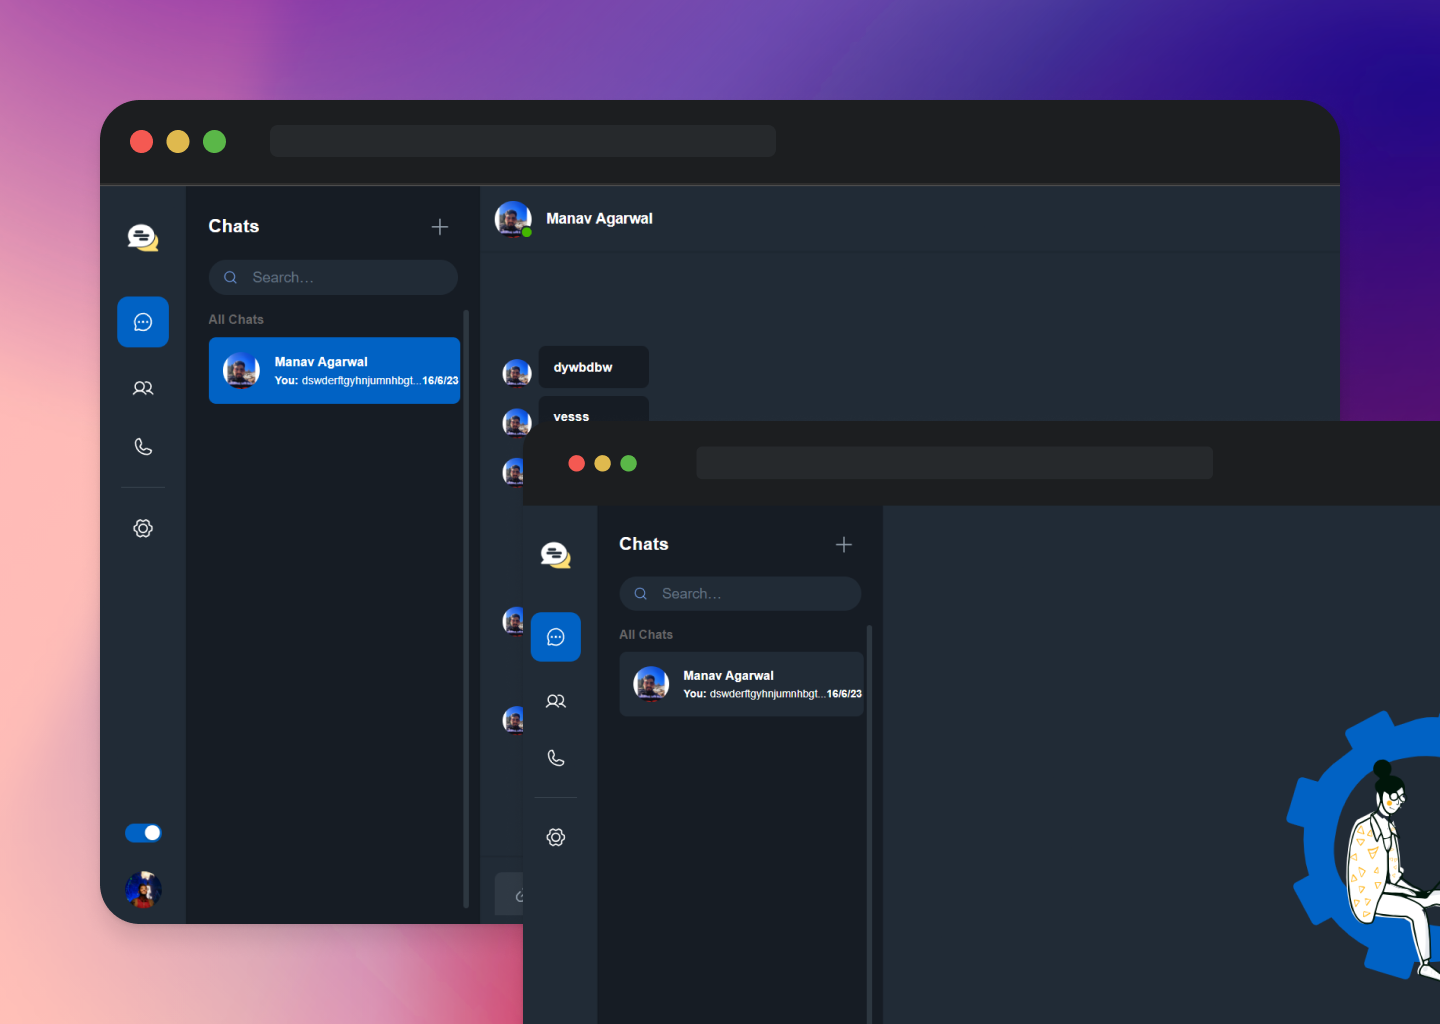 Chats
Search...
All Chats
Manav Agarwal
You: dswderftgyhnjumnhbgt...16/6/23
Manav Agarwal
dywbdbw
yesss
Chats
Search...
All Chats
Manav Agarwal
You: dswderftgyhnjumnhbgt...16/6/23